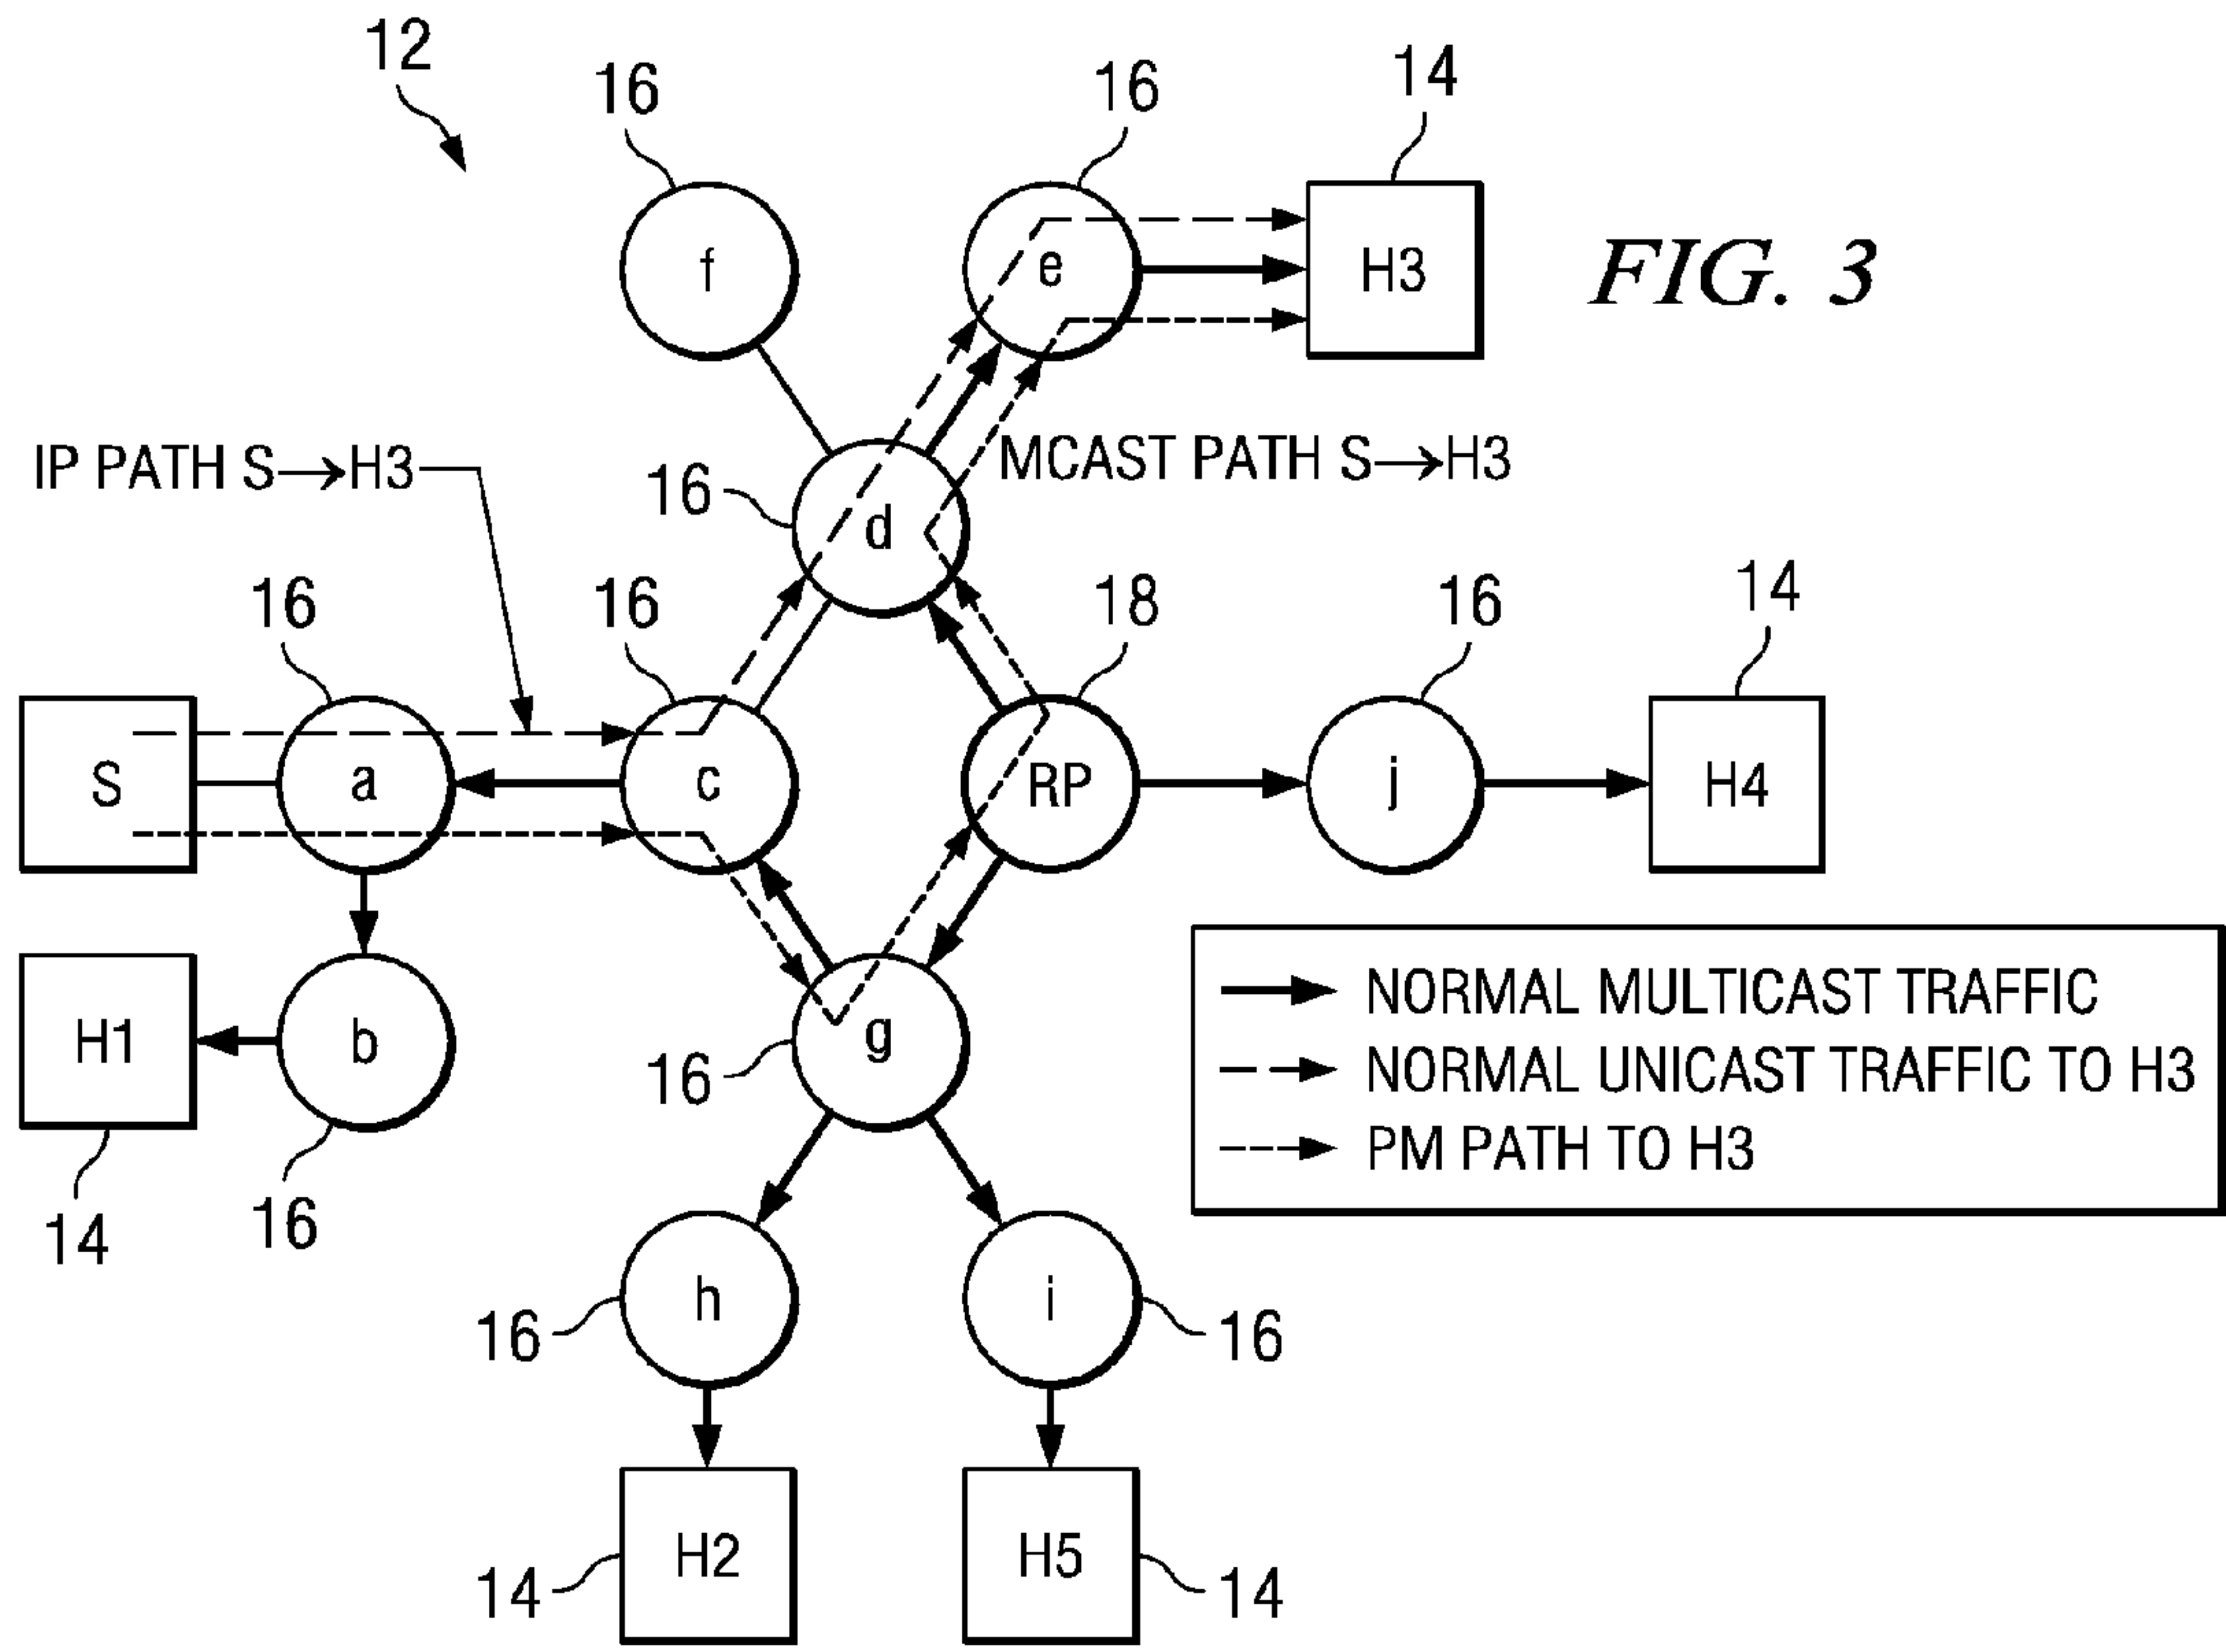 12
16
16
14
f
e
H3
FIG. 3
IP PATH S→H3
MCAST PATH S→H3
16
d
16
16
18
16
14
S
a
c
RP
j
H4
H1
b
g
16
NORMAL MULTICAST TRAFFIC
NORMAL UNICAST TRAFFIC TO H3
PM PATH TO H3
14
16
h
i
16
16
H2
H5
14
14